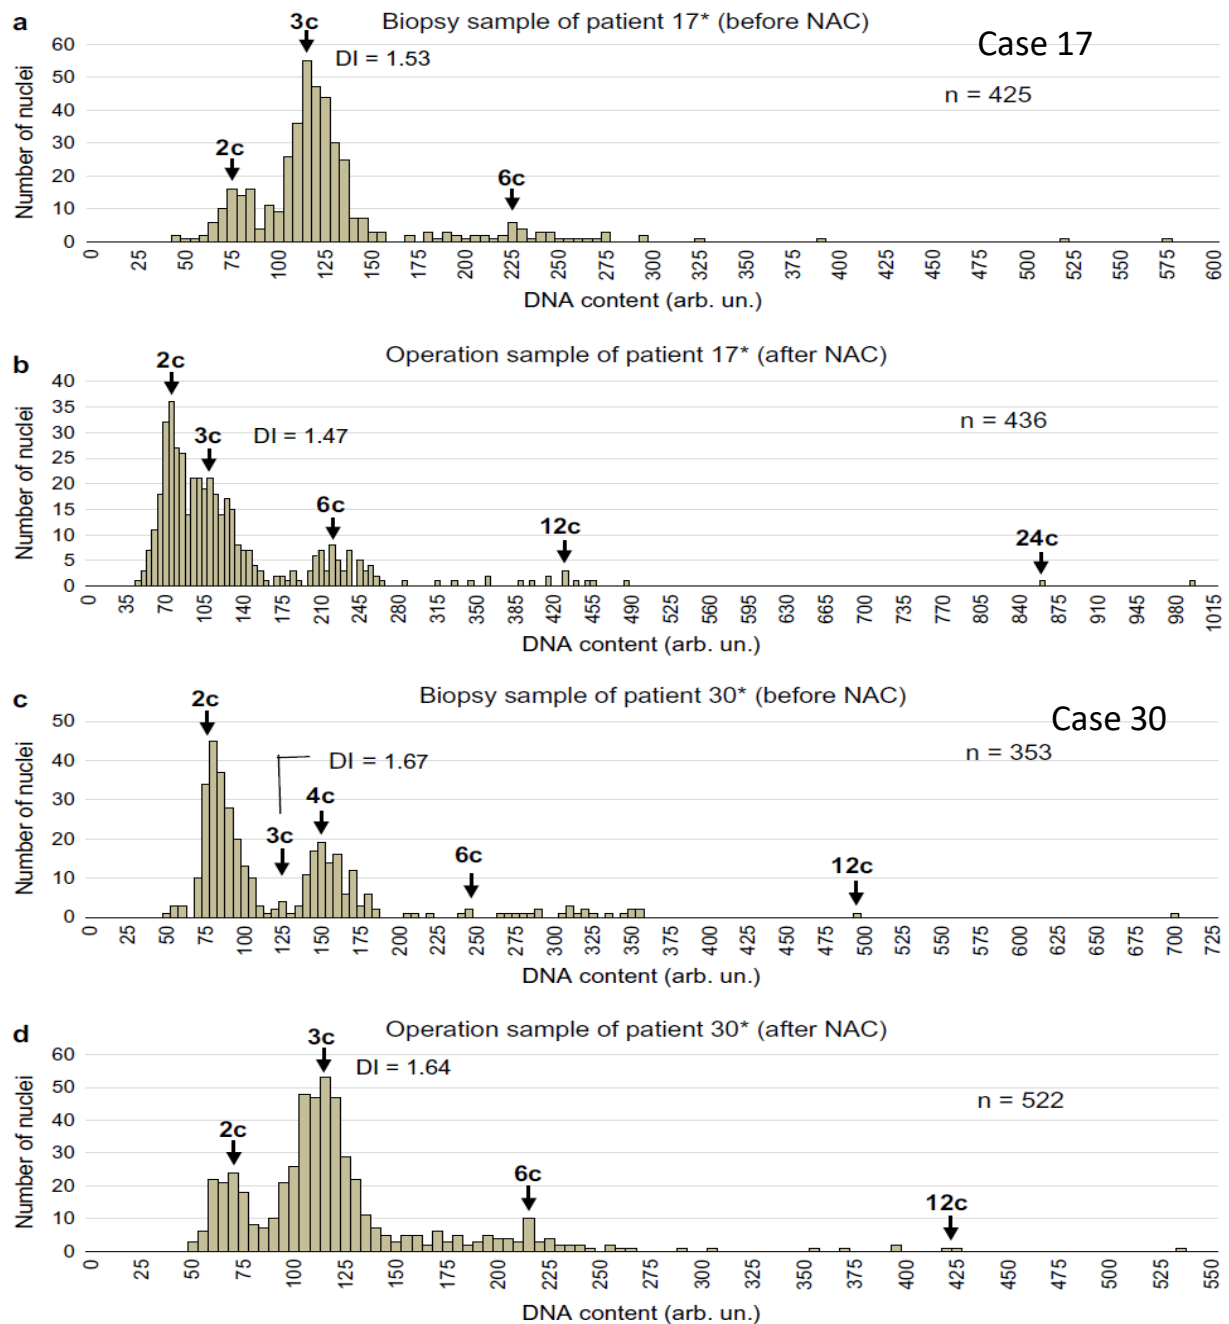 a Biopsy sample of patient 17* (before NAC)
Case 17
3c
DI = 1.53
n = 425
2c
6c
Number of nuclei
60
50
40
30
20
10
0
0 25 50 75 100 125 150 175 200 225 250 275 300 325 350 375 400 425 450 475 500 525 550 575 600
DNA content (arb. un.)
b Operation sample of patient 17* (after NAC)
2c
3c DI = 1.47
n = 436
6c
12c
24c
Number of nuclei
40
35
30
25
20
15
10
5
0
0 35 70 105 140 175 210 245 280 315 350 385 420 455 490 525 560 595 630 665 700 735 770 805 840 875 910 945 980 1015
DNA content (arb. un.)
c Biopsy sample of patient 30* (before NAC)
Case 30
2c
DI = 1.67
n = 353
4c
3c
6c
12c
Number of nuclei
50
40
30
20
10
0
0 25 50 75 100 125 150 175 200 225 250 275 300 325 350 375 400 425 450 475 500 525 550 575 600 625 650 675 700 725
DNA content (arb. un.)
d Operation sample of patient 30* (after NAC)
3c
DI = 1.64
n = 522
2c
6c
12c
Number of nuclei
60
50
40
30
20
10
0
0 25 50 75 100 125 150 175 200 225 250 275 300 325 350 375 400 425 450 475 500 525 550
DNA content (arb. un.)